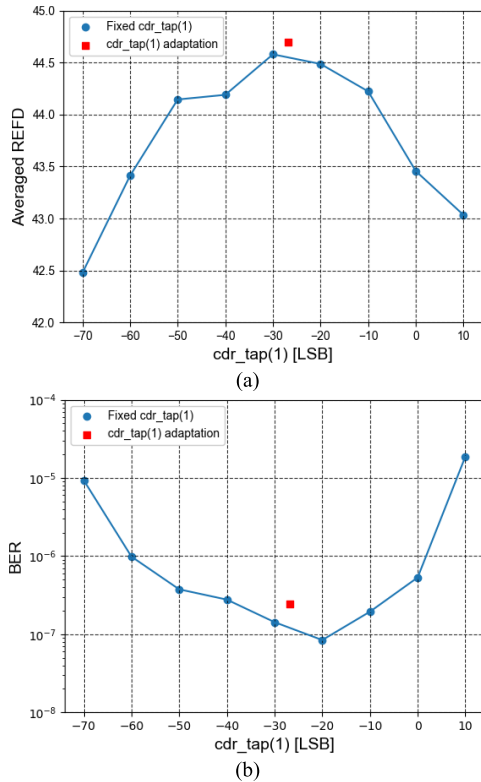 45.0
Fixed cdr_tap(1)
cdr_tap(1) adaptation
44.5
44.0
43.5
43.0
42.5
42.0
Averaged REFD
−70 −60 −50 −40 −30 −20 −10 0 10
cdr_tap(1) [LSB]
(a)
10⁻⁴
Fixed cdr_tap(1)
cdr_tap(1) adaptation
10⁻⁵
10⁻⁶
10⁻⁷
10⁻⁸
BER
−70 −60 −50 −40 −30 −20 −10 0 10
cdr_tap(1) [LSB]
(b)